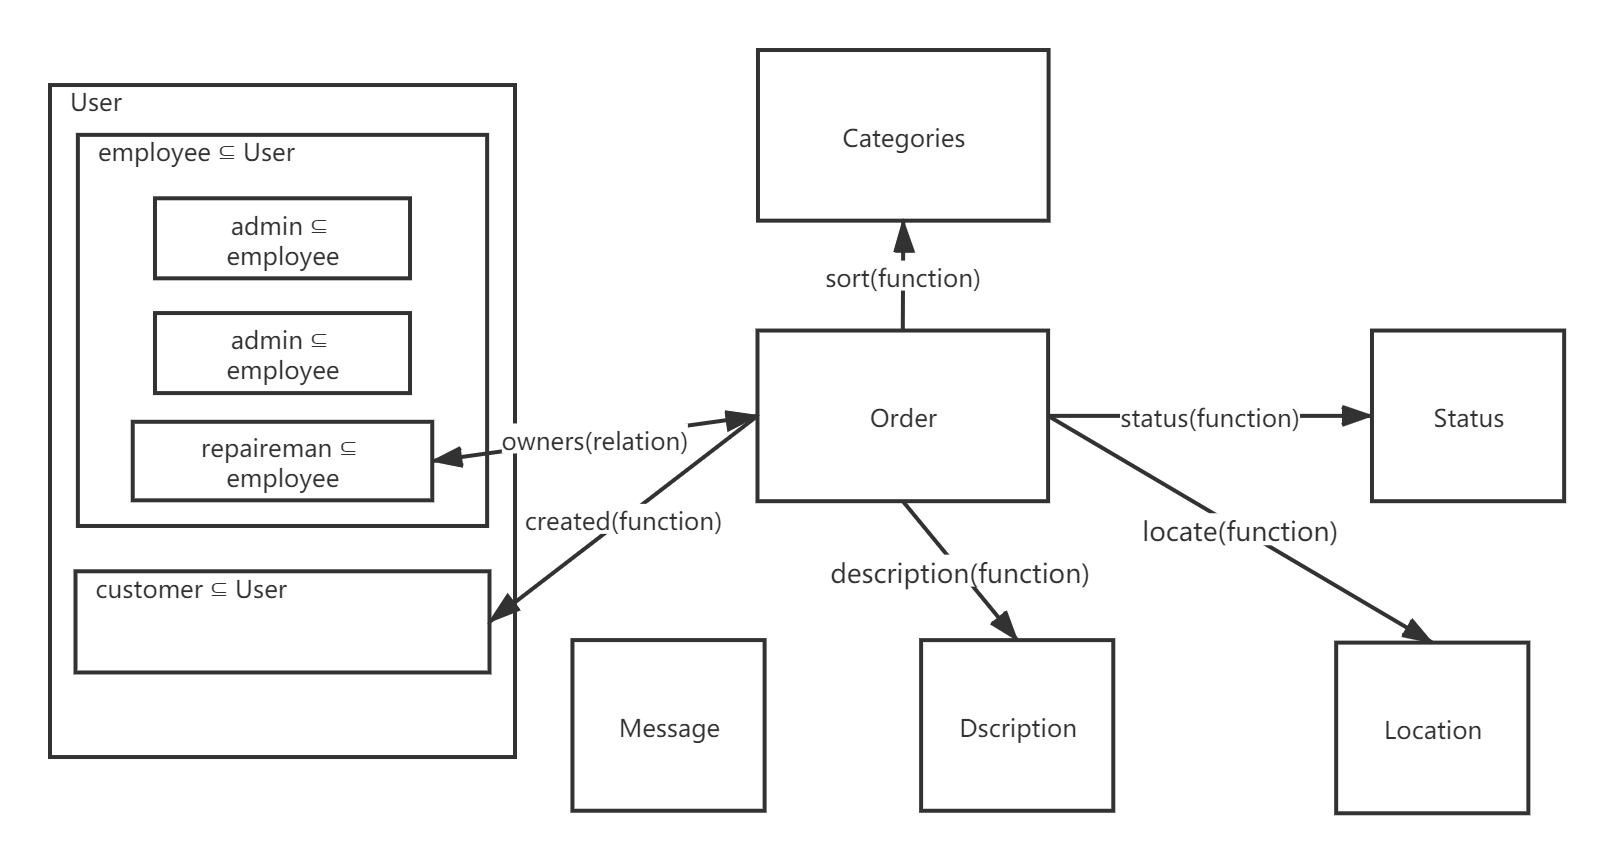 User
employee ⊆ User
admin ⊆
employee
admin ⊆
employee
repaireman ⊆
employee
customer ⊆ User
owners(relation)
created(function)
Categories
sort(function)
Order
status(function)
Status
locate(function)
description(function)
Message
Dscription
Location